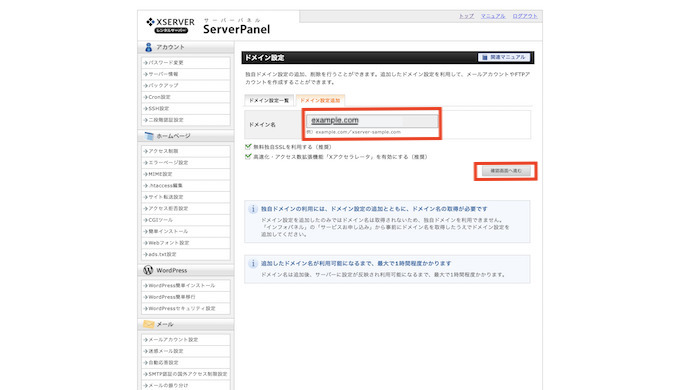 XSERVER
レンタルサーバー
サーバーパネル
ServerPanel
トップ マニュアル ログアウト
アカウント
パスワード変更
サーバー情報
バックアップ
Cron設定
SSH設定
二段階認証設定
ホームページ
アクセス制限
エラーページ設定
MIME設定
.htaccess編集
サイト転送設定
アクセス拒否設定
CGIツール
簡単インストール
Webフォント設定
ads.txt設定
WordPress
WordPress簡単インストール
WordPress簡単移行
WordPressセキュリティ設定
メール
メールアカウント設定
迷惑メール設定
自動応答設定
SMTP認証の国外アクセス制限設定
メールの振り分け
ドメイン設定
関連マニュアル
独自ドメイン設定の追加、削除を行うことができます。追加したドメイン設定を利用して、メールアカウントやFTPア
カウントを作成することができます。
ドメイン設定一覧 ドメイン設定追加
ドメイン名
example.com
例) example.com/xserver-sample.com
無料独自SSLを利用する（推奨）
高速化・アクセス数拡張機能「Xアクセラレータ」を有効にする（推奨）
確認画面へ進む
独自ドメインの利用には、ドメイン設定の追加とともに、ドメイン名の取得が必要です
ドメイン設定を追加したのみではドメイン名は取得されないため、独自ドメインを利用できません。
「インフォパネル」の「サービスお申し込み」から事前にドメイン名を取得したうえでドメイン設定を
追加してください。
追加したドメイン名が利用可能になるまで、最大で1時間程度かかります
ドメイン名は追加後、サーバーに設定が反映され利用可能になるまで、最大で1時間程度かかります。